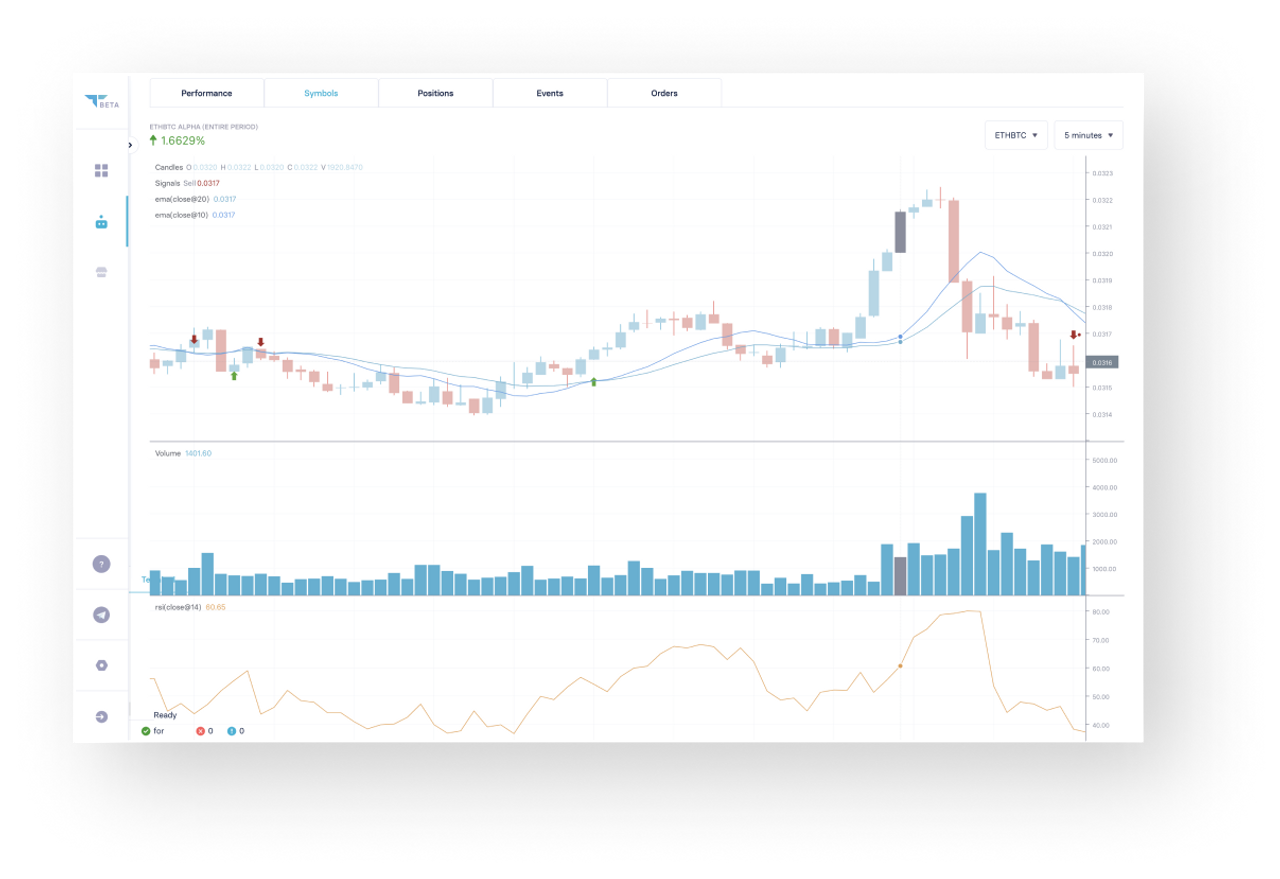 BETA
Performance Symbols Positions Events Orders
ETHBTC ALPHA (ENTIRE PERIOD)
1.6629%
ETHBTC ▼ 5 minutes ▼
Candles O 0.0320 H 0.0322 L 0.0320 C 0.0322 V 1920.8470
Signals Sell 0.0317
ema(close@20) 0.0317
ema(close@10) 0.0317
0.0323
0.0322
0.0321
0.0320
0.0319
0.0318
0.0317
0.0316
0.0315
0.0314
Volume 1401.60
5000.00
4000.00
3000.00
2000.00
1000.00
rsi(close@14) 60.65
80.00
70.00
60.00
50.00
40.00
Ready
for 0 0